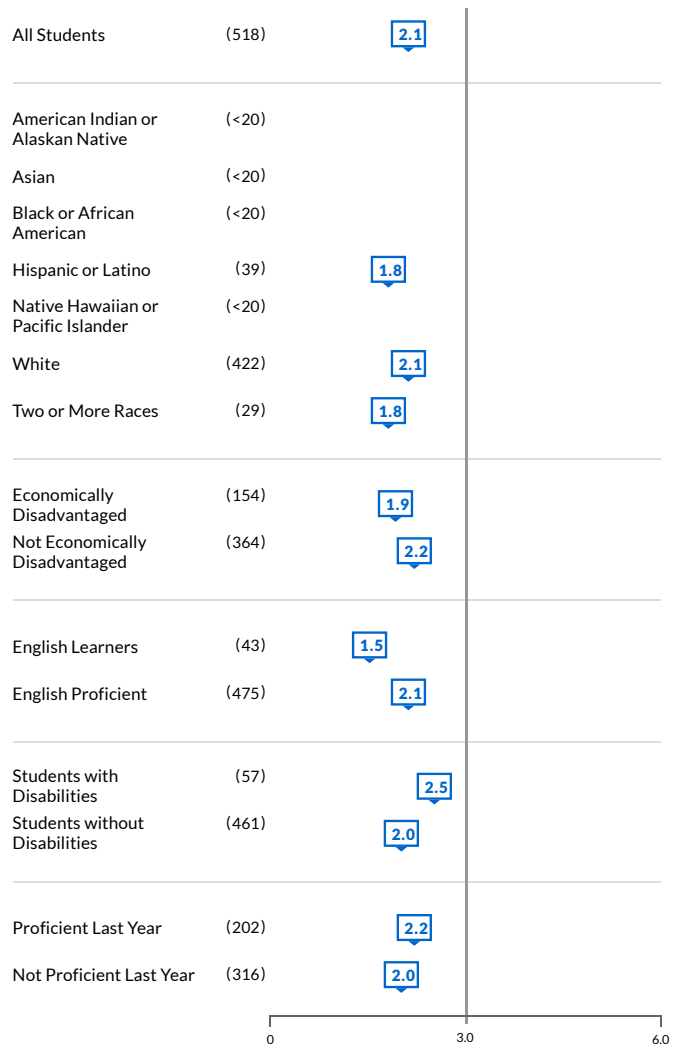 All Students (518) 2.1
American Indian or (<20)
Alaskan Native
Asian (<20)
Black or African (<20)
American
Hispanic or Latino (39) 1.8
Native Hawaiian or (<20)
Pacific Islander
White (422) 2.1
Two or More Races (29) 1.8
Economically (154) 1.9
Disadvantaged
Not Economically (364) 2.2
Disadvantaged
English Learners (43) 1.5
English Proficient (475) 2.1
Students with (57) 2.5
Disabilities
Students without (461) 2.0
Disabilities
Proficient Last Year (202) 2.2
Not Proficient Last Year (316) 2.0
0 3.0 6.0